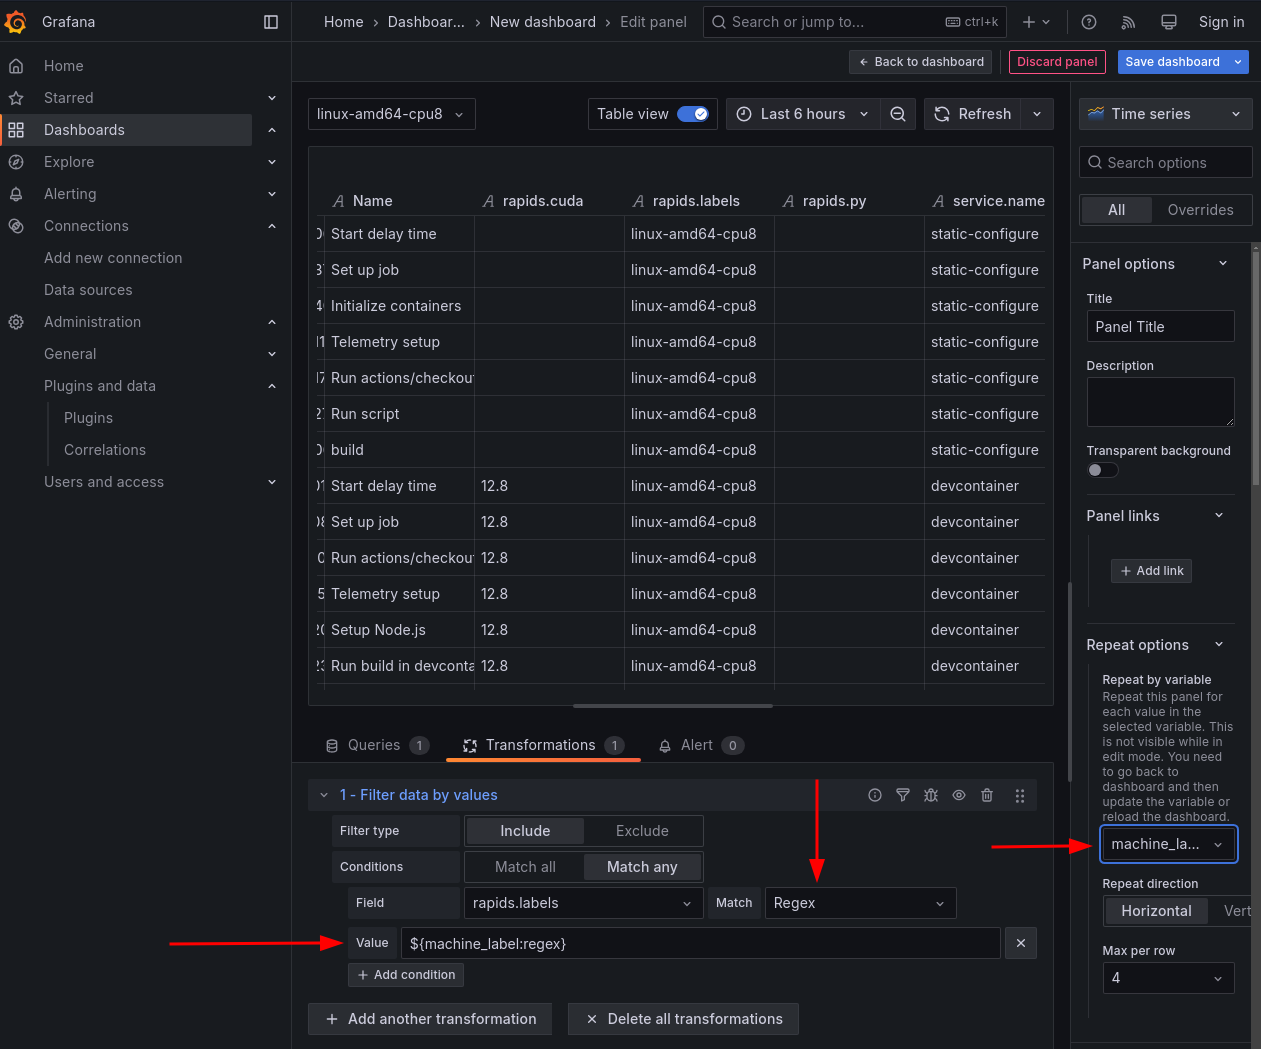 Grafana
Home › Dashboar... › New dashboard › Edit panel
Search or jump to... ctrl+k
Sign in
Home
Starred
Dashboards
Explore
Alerting
Connections
Add new connection
Data sources
Administration
General
Plugins and data
Plugins
Correlations
Users and access
Back to dashboard
Discard panel
Save dashboard
linux-amd64-cpu8
Table view
Last 6 hours
Refresh
Name rapids.cuda rapids.labels rapids.py service.name
Start delay time linux-amd64-cpu8 static-configure
Set up job linux-amd64-cpu8 static-configure
Initialize containers linux-amd64-cpu8 static-configure
Telemetry setup linux-amd64-cpu8 static-configure
Run actions/checkou linux-amd64-cpu8 static-configure
Run script linux-amd64-cpu8 static-configure
build linux-amd64-cpu8 static-configure
Start delay time 12.8 linux-amd64-cpu8 devcontainer
Set up job 12.8 linux-amd64-cpu8 devcontainer
Run actions/checkou 12.8 linux-amd64-cpu8 devcontainer
Telemetry setup 12.8 linux-amd64-cpu8 devcontainer
Setup Node.js 12.8 linux-amd64-cpu8 devcontainer
Run build in devconta 12.8 linux-amd64-cpu8 devcontainer
Queries 1
Transformations 1
Alert 0
1 - Filter data by values
Filter type Include Exclude
Conditions Match all Match any
Field rapids.labels Match Regex
Value ${machine_label:regex}
+ Add condition
+ Add another transformation
× Delete all transformations
Time series
Search options
All Overrides
Panel options
Title
Panel Title
Description
Transparent background
Panel links
+ Add link
Repeat options
Repeat by variable
Repeat this panel for
each value in the
selected variable. This
is not visible while in
edit mode. You need
to go back to
dashboard and then
update the variable or
reload the dashboard.
machine_la...
Repeat direction
Horizontal Vert
Max per row
4